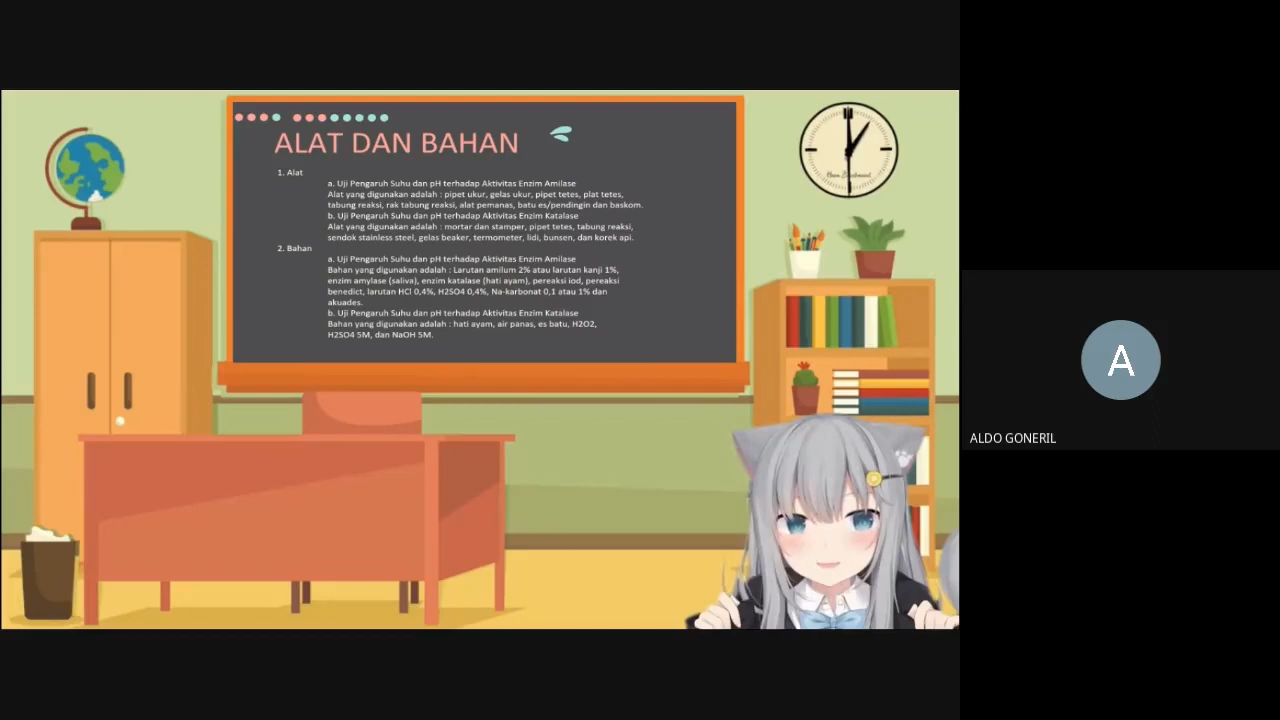 ALAT DAN BAHAN
1. Alat
a. Uji Pengaruh Suhu dan pH terhadap Aktivitas Enzim Amilase
Alat yang digunakan adalah : pipet ukur, gelas ukur, pipet tetes, plat tetes,
tabung reaksi, rak tabung reaksi, alat pemanas, batu es/pendingin dan baskom.
b. Uji Pengaruh Suhu dan pH terhadap Aktivitas Enzim Katalase
Alat yang digunakan adalah : mortar dan stamper, pipet tetes, tabung reaksi,
sendok stainless steel, gelas beaker, termometer, lidi, bunsen, dan korek api.
2. Bahan
a. Uji Pengaruh Suhu dan pH terhadap Aktivitas Enzim Amilase
Bahan yang digunakan adalah : Larutan amilum 2% atau larutan kanji 1%,
enzim amylase (saliva), enzim katalase (hati ayam), pereaksi iod, pereaksi
benedict, larutan HCl 0,4%, H2SO4 0,4%, Na-karbonat 0,1 atau 1% dan
akuades.
b. Uji Pengaruh Suhu dan pH terhadap Aktivitas Enzim Katalase
Bahan yang digunakan adalah : hati ayam, air panas, es batu, H2O2,
H2SO4 5M, dan NaOH 5M.
A
ALDO GONERIL